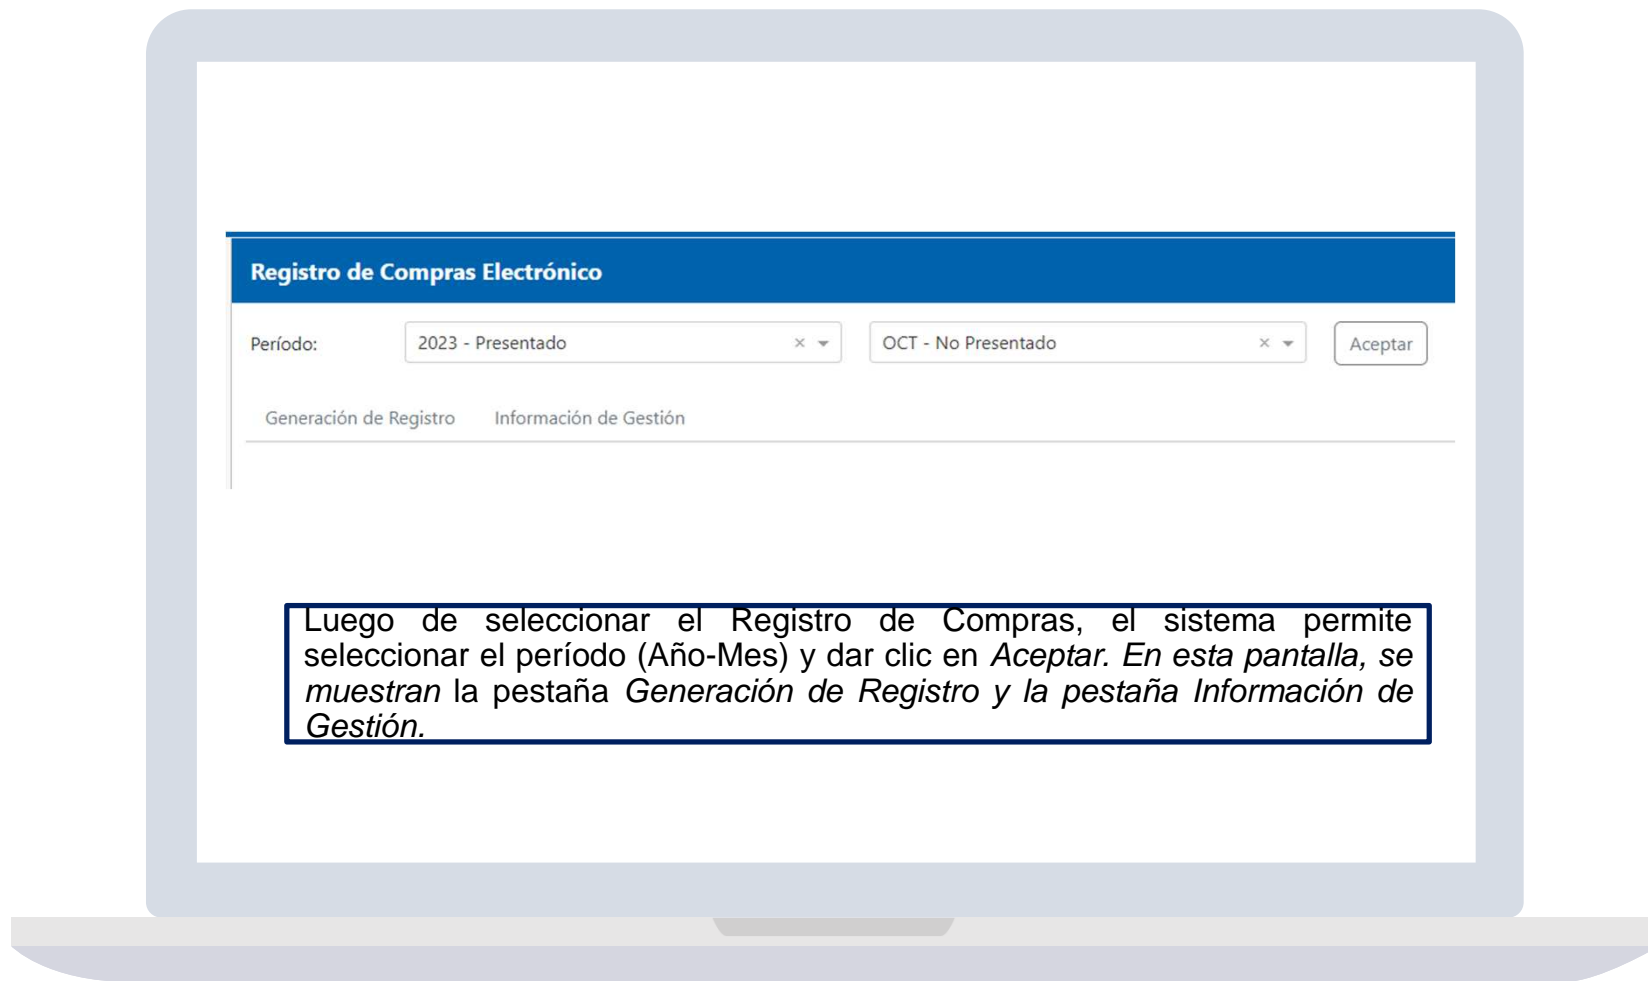 Registro de Compras Electrónico
Período: 2023 - Presentado × OCT - No Presentado × Aceptar
Generación de Registro Información de Gestión
Luego de seleccionar el Registro de Compras, el sistema permite
seleccionar el período (Año-Mes) y dar clic en Aceptar. En esta pantalla, se
muestran la pestaña Generación de Registro y la pestaña Información de
Gestión.